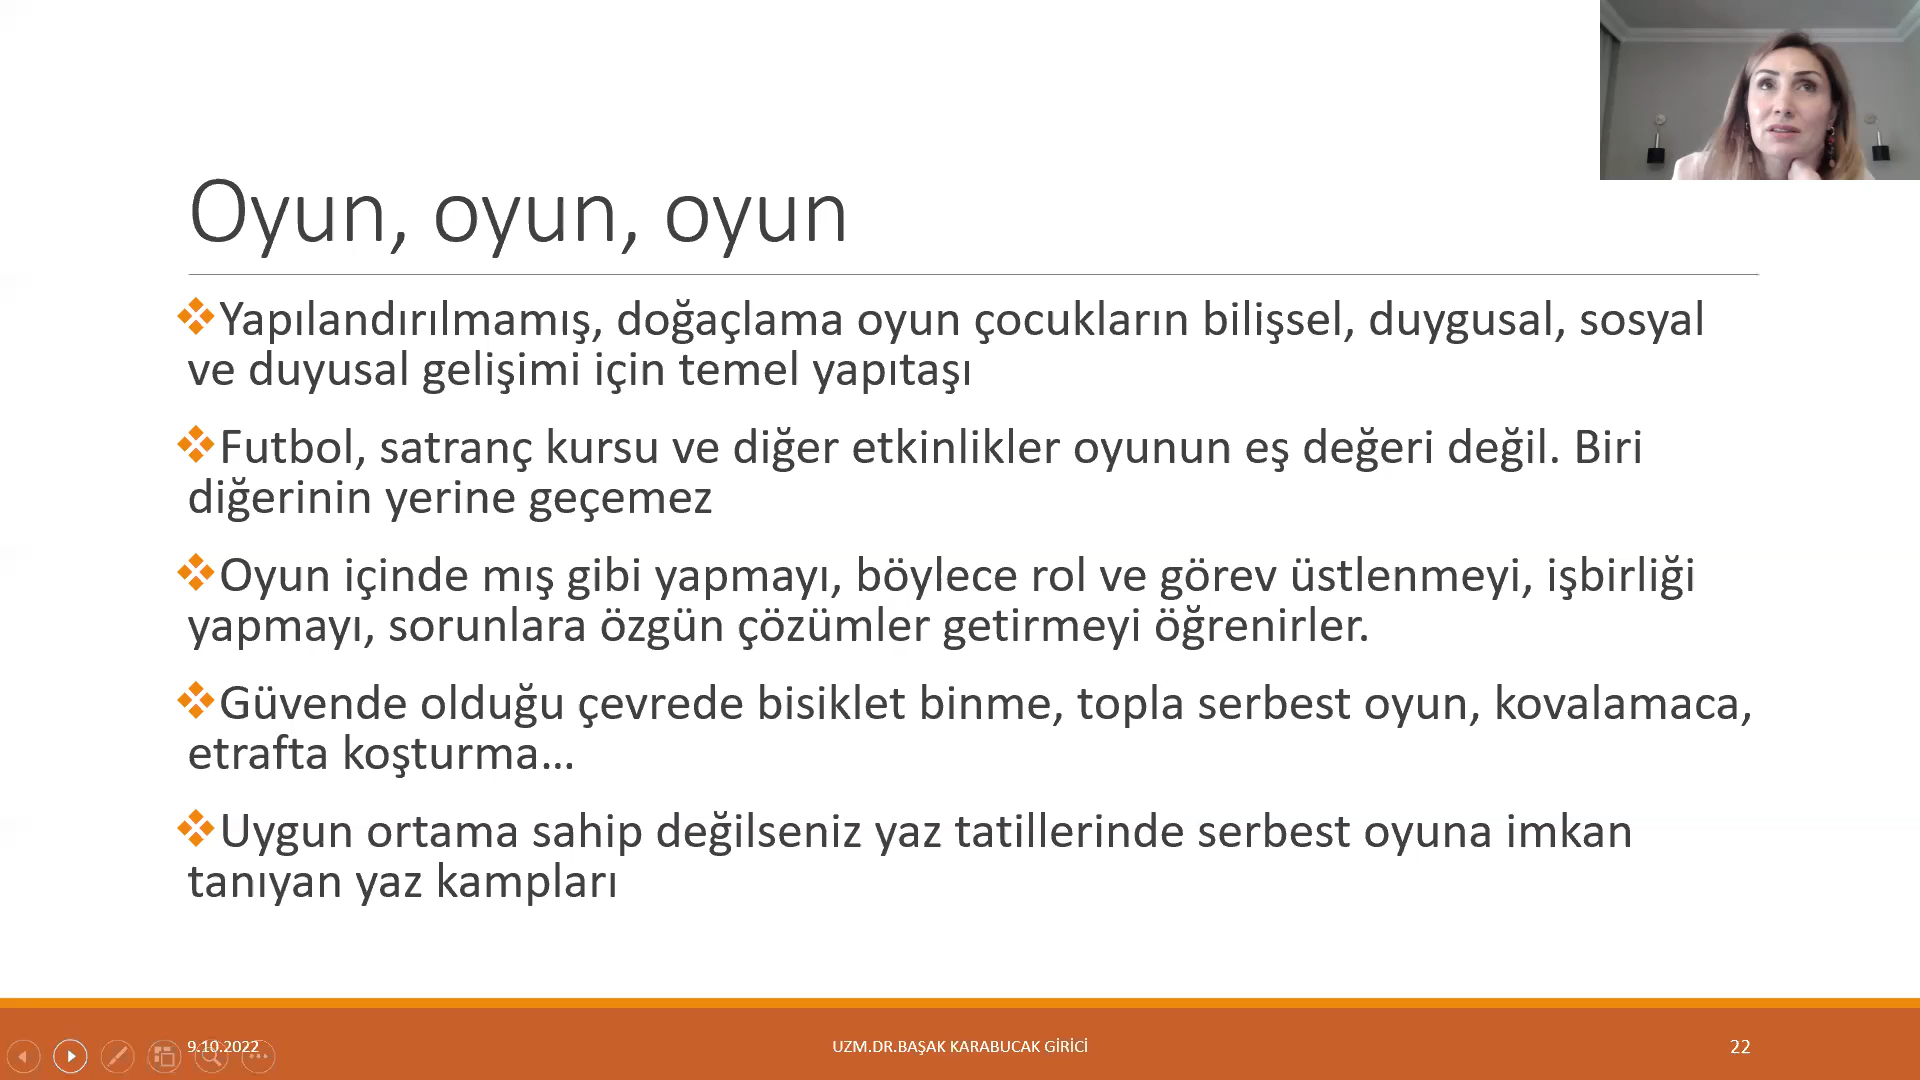 Oyun, oyun, oyun
Yapılandırılmamış, doğaçlama oyun çocukların bilişsel, duygusal, sosyal
ve duyusal gelişimi için temel yapıtaşı
Futbol, satranç kursu ve diğer etkinlikler oyunun eş değeri değil. Biri
diğerinin yerine geçemez
Oyun içinde mış gibi yapmayı, böylece rol ve görev üstlenmeyi, işbirliği
yapmayı, sorunlara özgün çözümler getirmeyi öğrenirler.
Güvende olduğu çevrede bisiklet binme, topla serbest oyun, kovalamaca,
etrafta koşturma…
Uygun ortama sahip değilseniz yaz tatillerinde serbest oyuna imkan
tanıyan yaz kampları
9.10.2022
UZM.DR.BAŞAK KARABUCAK GİRİCİ
22